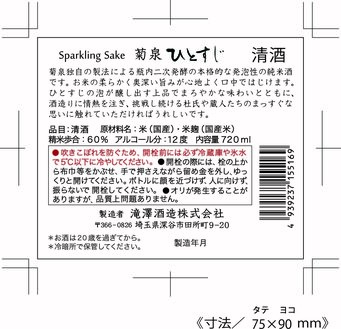 Sparkling Sake 菊泉 ひとすじ 清酒
菊泉独自の製法による瓶内二次発酵の本格的な発泡性の純米酒
です。お米の柔らかく奥深い旨みが心地よく口中ではじけます。
ひとすじの泡が醸し出す上品でまろやかな味わいとともに、
酒造りに情熱を注ぎ、挑戦し続ける杜氏や蔵人たちのまっすぐな
思いに触れていただければうれしいです。
品目：清酒 原材料名：米（国産）・米麹（国産米）
精米歩合：60％ アルコール分：12度 内容量720ml
●吹きこぼれを防ぐため、開栓前には必ず冷蔵庫や氷水
で5℃以下に冷やしてください。●開栓の際には、栓の上か
ら布巾等をかぶせ、手で押さえながら留め金を外し、ゆっ
くりと開けてください。ボトルに顔を近づけず、人に向けず、
振らないで 開栓してください。●オリが発生することが
ありますが、品質上問題ありません。
4939237155169
製造者 滝澤酒造株式会社
〒366-0826 埼玉県深谷市田所町9-20
*お酒は20歳を過ぎてから。
*冷暗所で保管してください。
製造年月
タテ ヨコ
《寸法／ 75×90 mm》